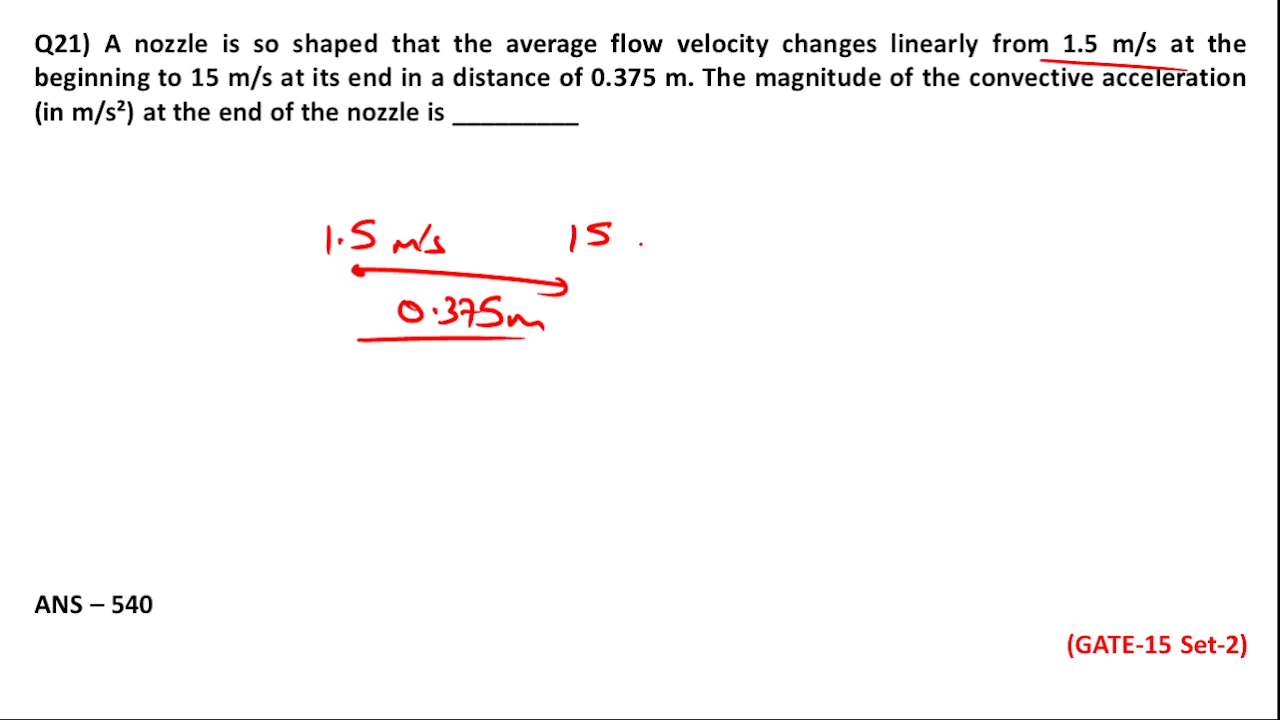 Q21) A nozzle is so shaped that the average flow velocity changes linearly from 1.5 m/s at the
beginning to 15 m/s at its end in a distance of 0.375 m. The magnitude of the convective acceleration
(in m/s²) at the end of the nozzle is _________
1.5 m/s 15 .
0.375m
ANS – 540
(GATE-15 Set-2)